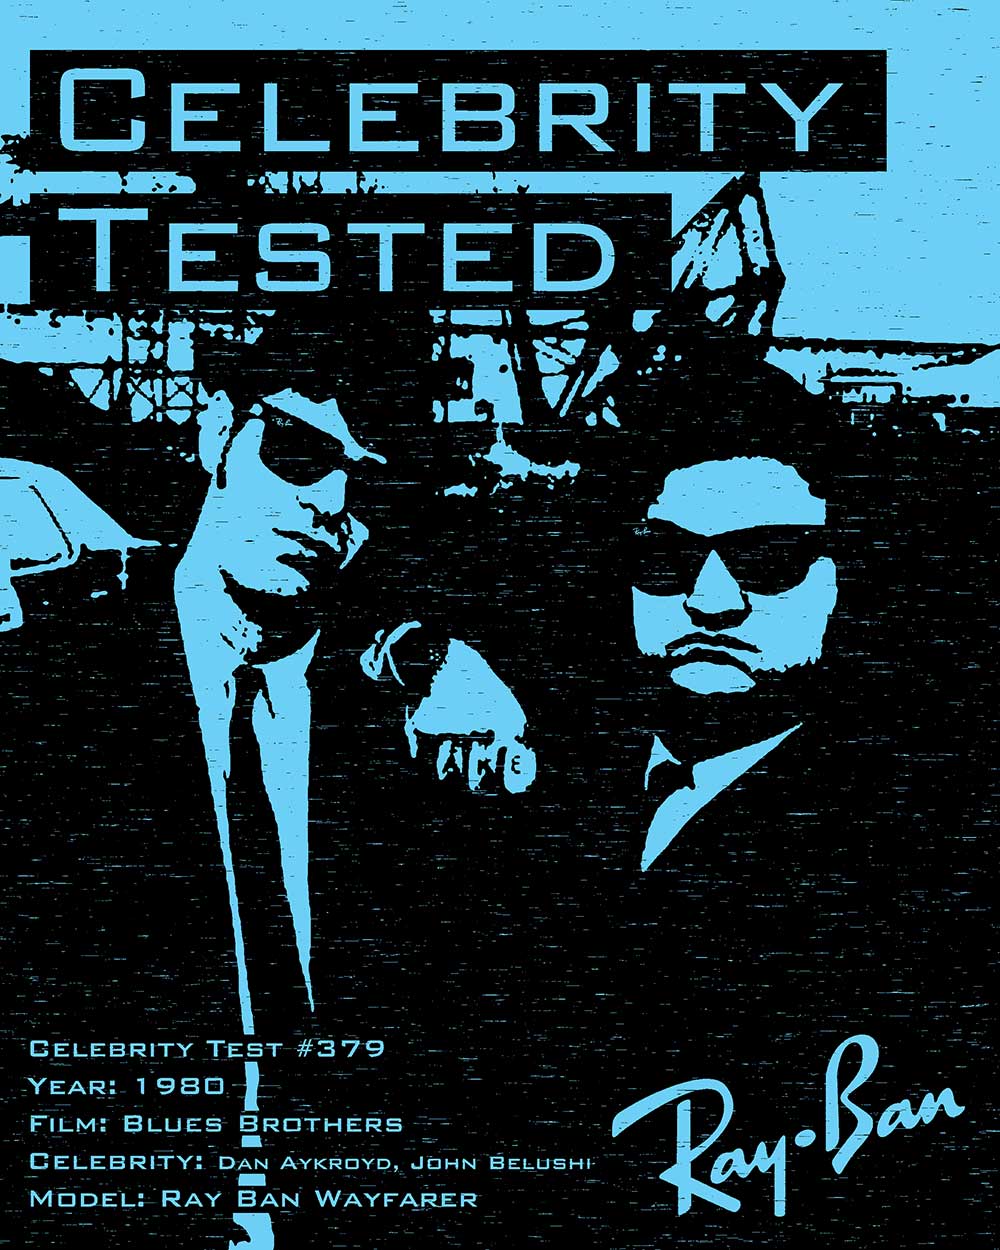 Celebrity
Tested
AKE
Celebrity Test #379
Year: 1980
Film: Blues Brothers
Celebrity: Dan Aykroyd, John Belushi
Model: Ray Ban Wayfarer
Ray•Ban